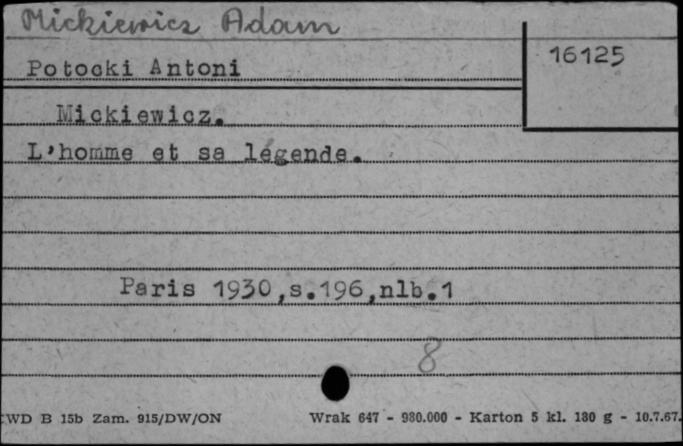 Mickiewicz Adam
16125
Potocki Antoni
Mickiewicz.
L'homme et sa légende.
Paris 1930,s.196,nlb.1
8
WD B 15b Zam. 915/DW/ON Wrak 647 - 980.000 - Karton 5 kl. 180 g - 10.7.67.